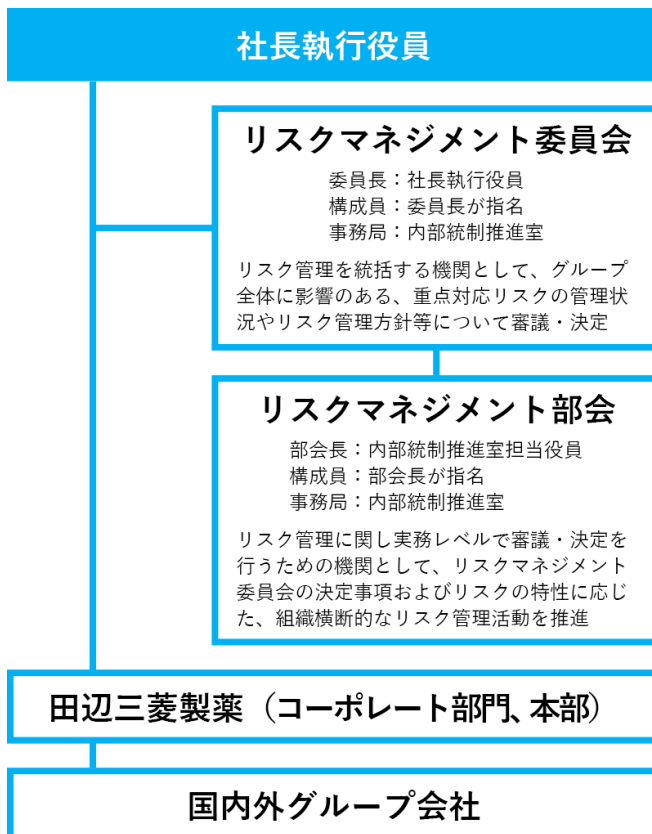 社長執行役員
リスクマネジメント委員会
委員長：社長執行役員
構成員：委員長が指名
事務局：内部統制推進室
リスク管理を統括する機関として、グループ
全体に影響のある、重点対応リスクの管理状
況やリスク管理方針等について審議・決定
リスクマネジメント部会
部会長：内部統制推進室担当役員
構成員：部会長が指名
事務局：内部統制推進室
リスク管理に関し実務レベルで審議・決定を
行うための機関として、リスクマネジメント
委員会の決定事項およびリスクの特性に応じ
た、組織横断的なリスク管理活動を推進
田辺三菱製薬（コーポレート部門、本部）
国内外グループ会社